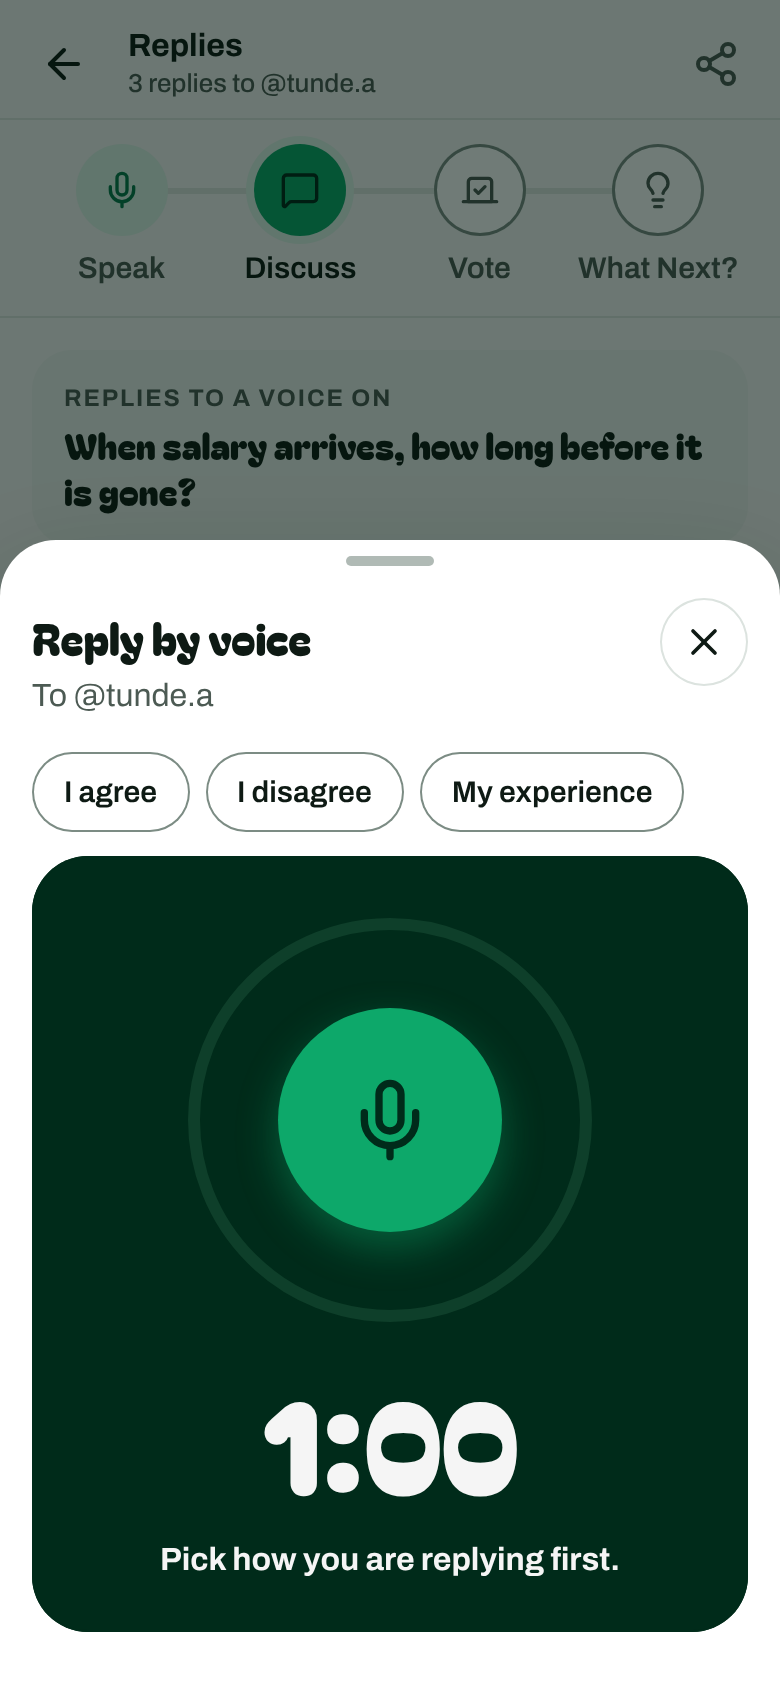 Replies
3 replies to @tunde.a
Speak
Discuss
Vote
What Next?
REPLIES TO A VOICE ON
When salary arrives, how long before it
is gone?
Reply by voice
To @tunde.a
I agree
I disagree
My experience
1:00
Pick how you are replying first.